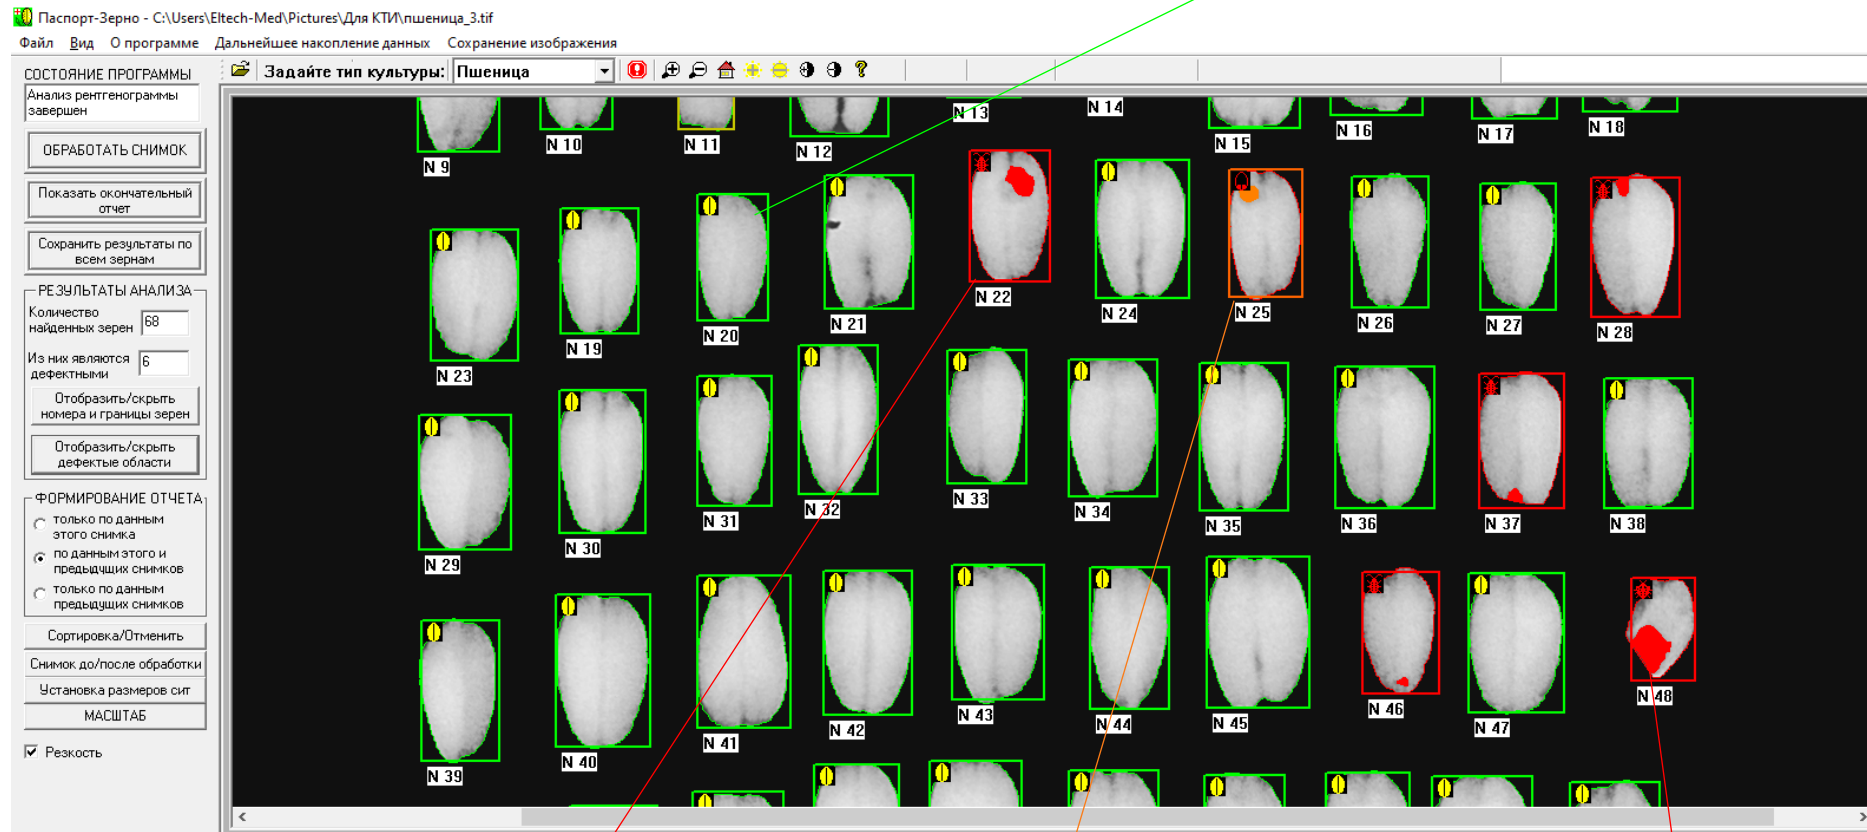 Паспорт-Зерно - C:\Users\Eltech-Med\Pictures\Для КТИ\пшеница_3.tif
Файл Вид О программе Дальнейшее накопление данных Сохранение изображения
СОСТОЯНИЕ ПРОГРАММЫ
Анализ рентгенограммы
завершен
ОБРАБОТАТЬ СНИМОК
Показать окончательный
отчет
Сохранить результаты по
всем зернам
РЕЗУЛЬТАТЫ АНАЛИЗА
Количество
найденных зерен 68
Из них являются
дефектными 6
Отобразить/скрыть
номера и границы зерен
Отобразить/скрыть
дефектые области
ФОРМИРОВАНИЕ ОТЧЕТА
только по данным
этого снимка
по данным этого и
предыдущих снимков
только по данным
предыдущих снимков
Сортировка/Отменить
Снимок до/после обработки
Установка размеров сит
МАСШТАБ
Резкость
Задайте тип культуры: Пшеница
N 9
N 10
N 11
N 12
N 13
N 14
N 15
N 16
N 17
N 18
N 23
N 19
N 20
N 21
N 22
N 24
N 25
N 26
N 27
N 28
N 29
N 30
N 31
N 32
N 33
N 34
N 35
N 36
N 37
N 38
N 39
N 40
N 41
N 42
N 43
N 44
N 45
N 46
N 47
N 48